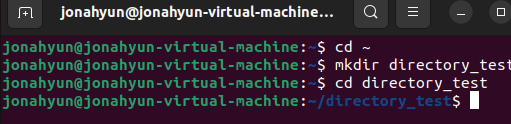 jonahyun@jonahyun-virtual-machine...
jonahyun@jonahyun-virtual-machine:~$ cd ~
jonahyun@jonahyun-virtual-machine:~$ mkdir directory_test
jonahyun@jonahyun-virtual-machine:~$ cd directory_test
jonahyun@jonahyun-virtual-machine:~/directory_test$